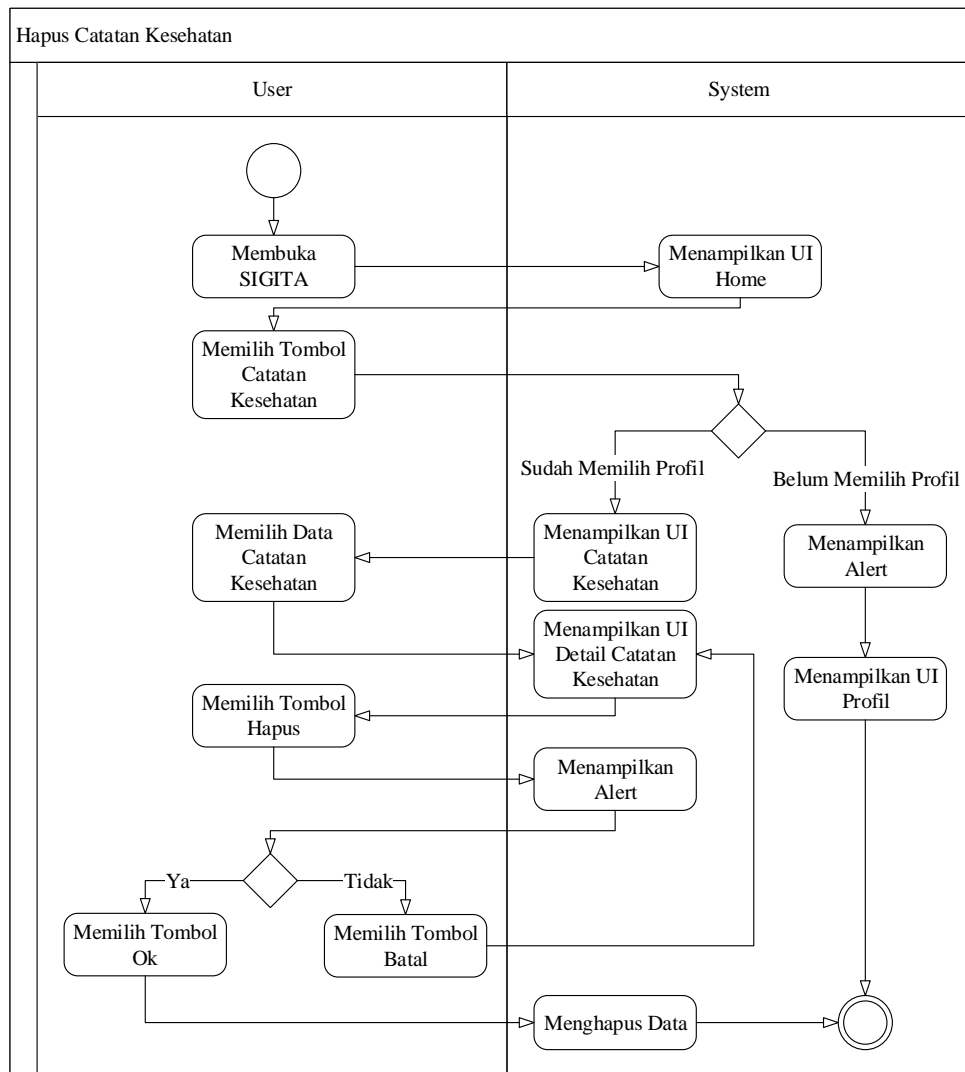 Hapus Catatan Kesehatan
User
System
Membuka
SIGITA
Menampilkan UI
Home
Memilih Tombol
Catatan
Kesehatan
Sudah Memilih Profil
Belum Memilih Profil
Memilih Data
Catatan
Kesehatan
Menampilkan UI
Catatan
Kesehatan
Menampilkan
Alert
Menampilkan UI
Detail Catatan
Kesehatan
Menampilkan UI
Profil
Memilih Tombol
Hapus
Menampilkan
Alert
Ya
Tidak
Memilih Tombol
Ok
Memilih Tombol
Batal
Menghapus Data